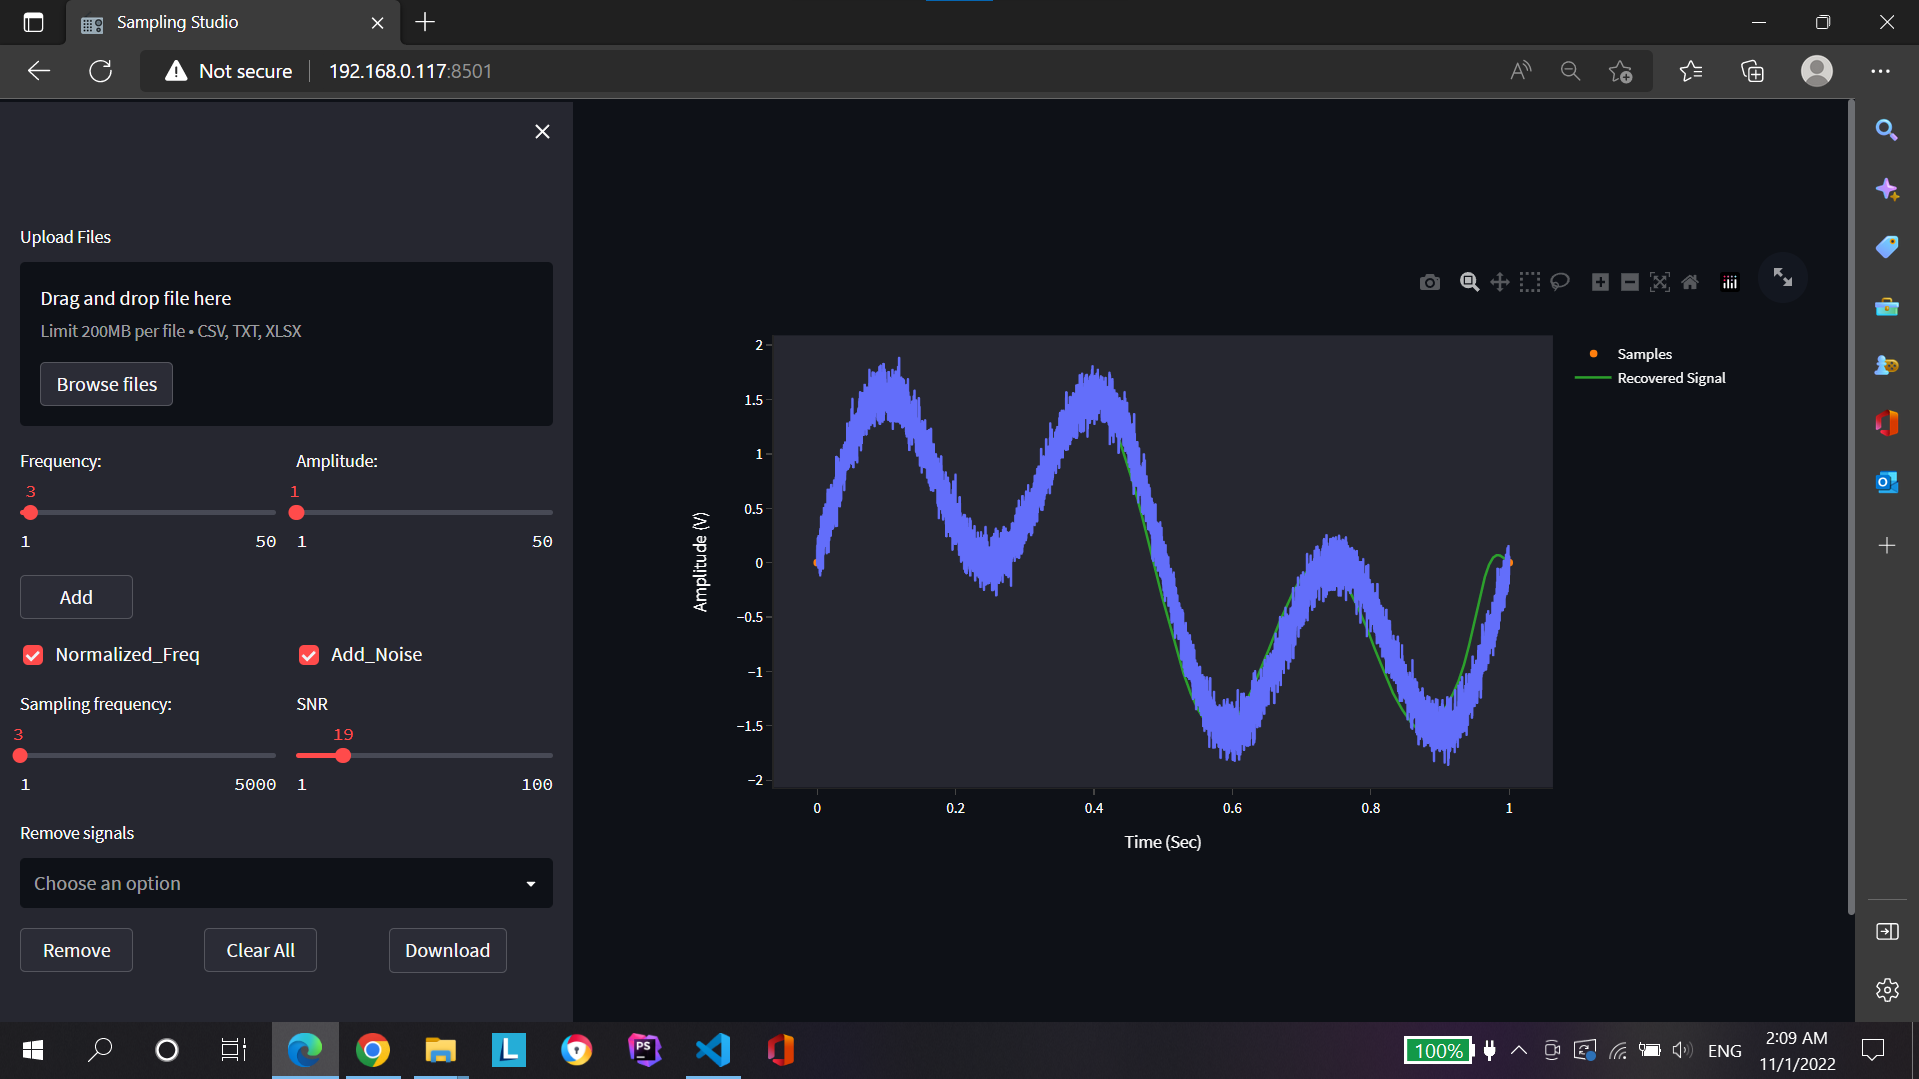 Sampling Studio
Not secure
192.168.0.117:8501
Upload Files
Drag and drop file here
Limit 200MB per file • CSV, TXT, XLSX
Browse files
Frequency:
Amplitude:
3
1
1
50
1
50
Add
Normalized_Freq
Add_Noise
Sampling frequency:
SNR
3
19
1
5000
1
100
Remove signals
Choose an option
Remove
Clear All
Download
Samples
Recovered Signal
2
1.5
1
0.5
0
−0.5
−1
−1.5
−2
Amplitude (V)
0
0.2
0.4
0.6
0.8
1
Time (Sec)
L
PS
100%
ENG
2:09 AM
11/1/2022